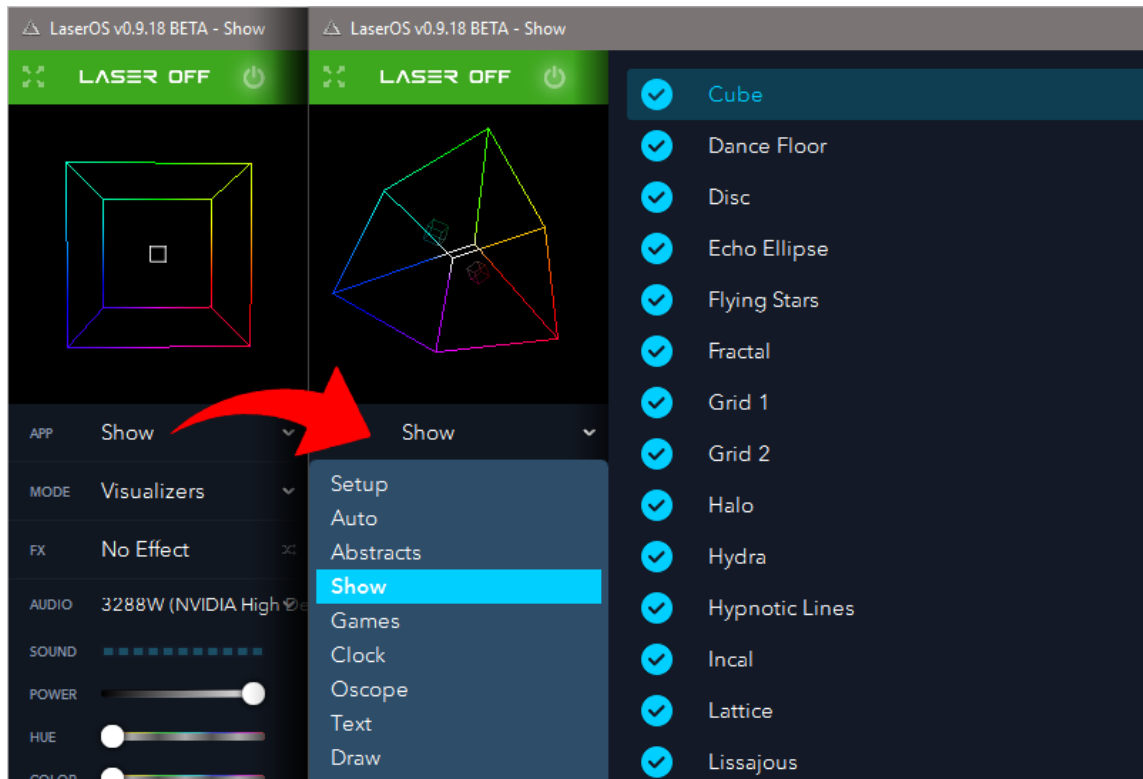 LaserOS v0.9.18 BETA - Show
LASER OFF
APP Show
MODE Visualizers
FX No Effect
AUDIO 3288W (NVIDIA High De
SOUND
POWER
HUE
COLOR
LaserOS v0.9.18 BETA - Show
LASER OFF
Show
Setup
Auto
Abstracts
Show
Games
Clock
Oscope
Text
Draw
Cube
Dance Floor
Disc
Echo Ellipse
Flying Stars
Fractal
Grid 1
Grid 2
Halo
Hydra
Hypnotic Lines
Incal
Lattice
Lissajous